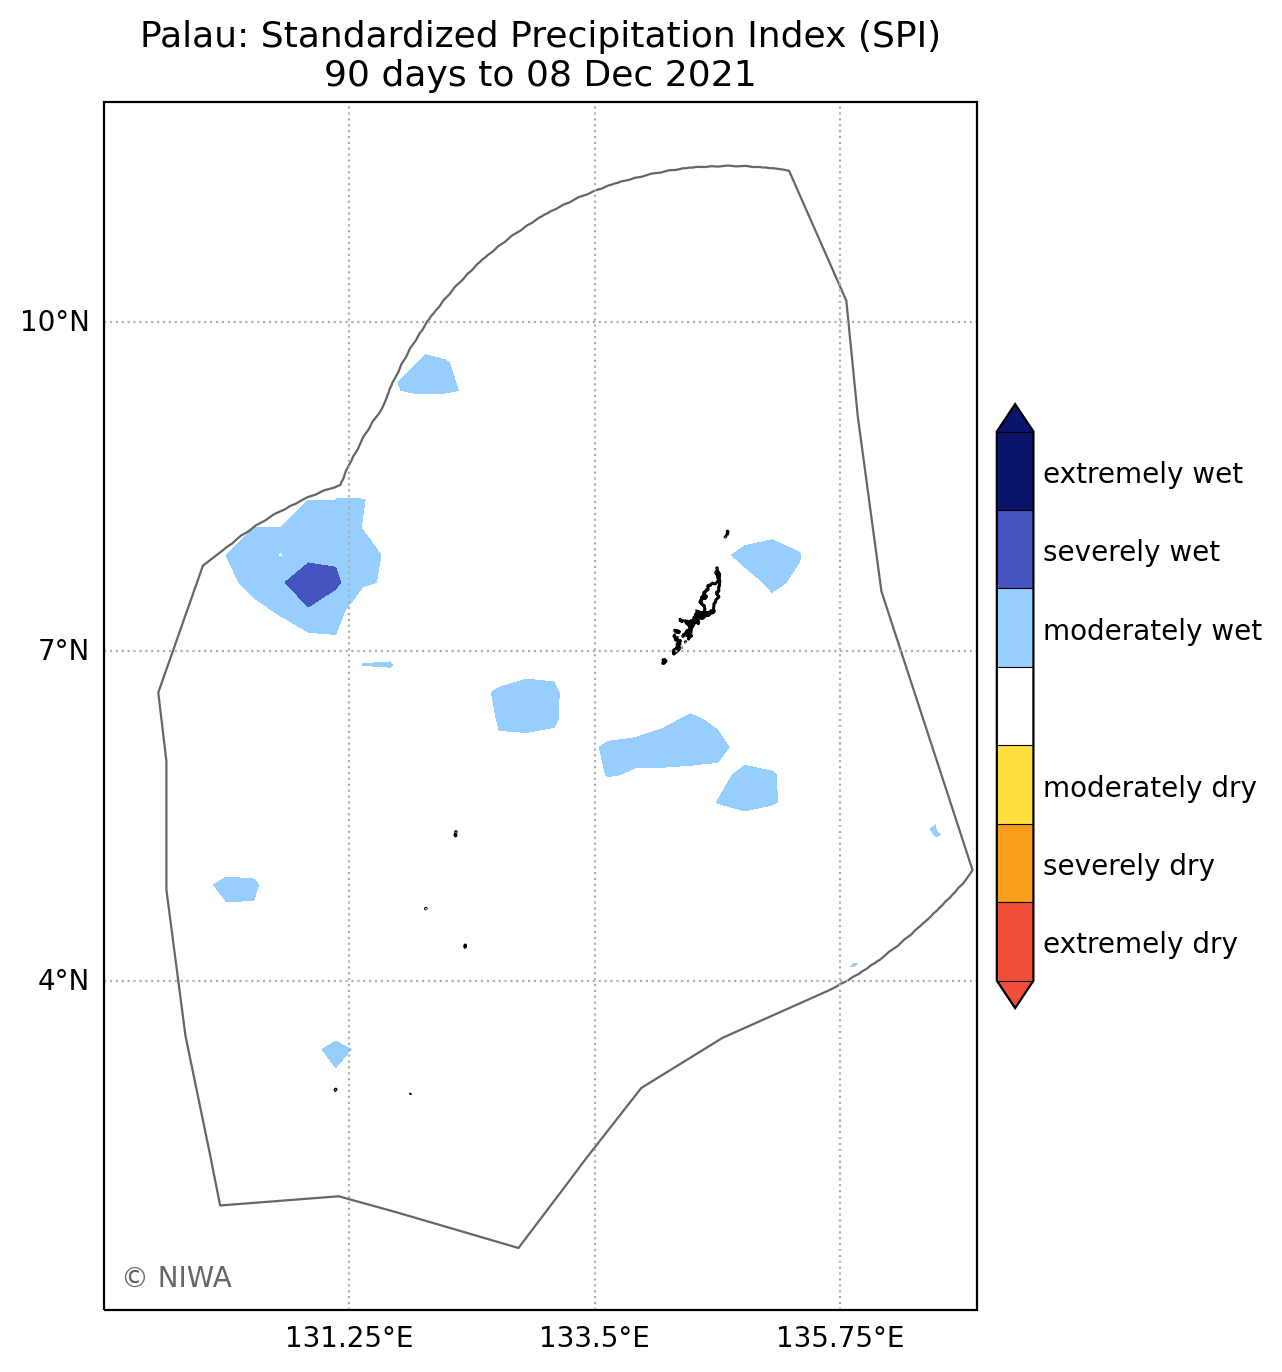 Palau: Standardized Precipitation Index (SPI)
90 days to 08 Dec 2021
10°N
7°N
4°N
131.25°E
133.5°E
135.75°E
extremely wet
severely wet
moderately wet
moderately dry
severely dry
extremely dry
© NIWA